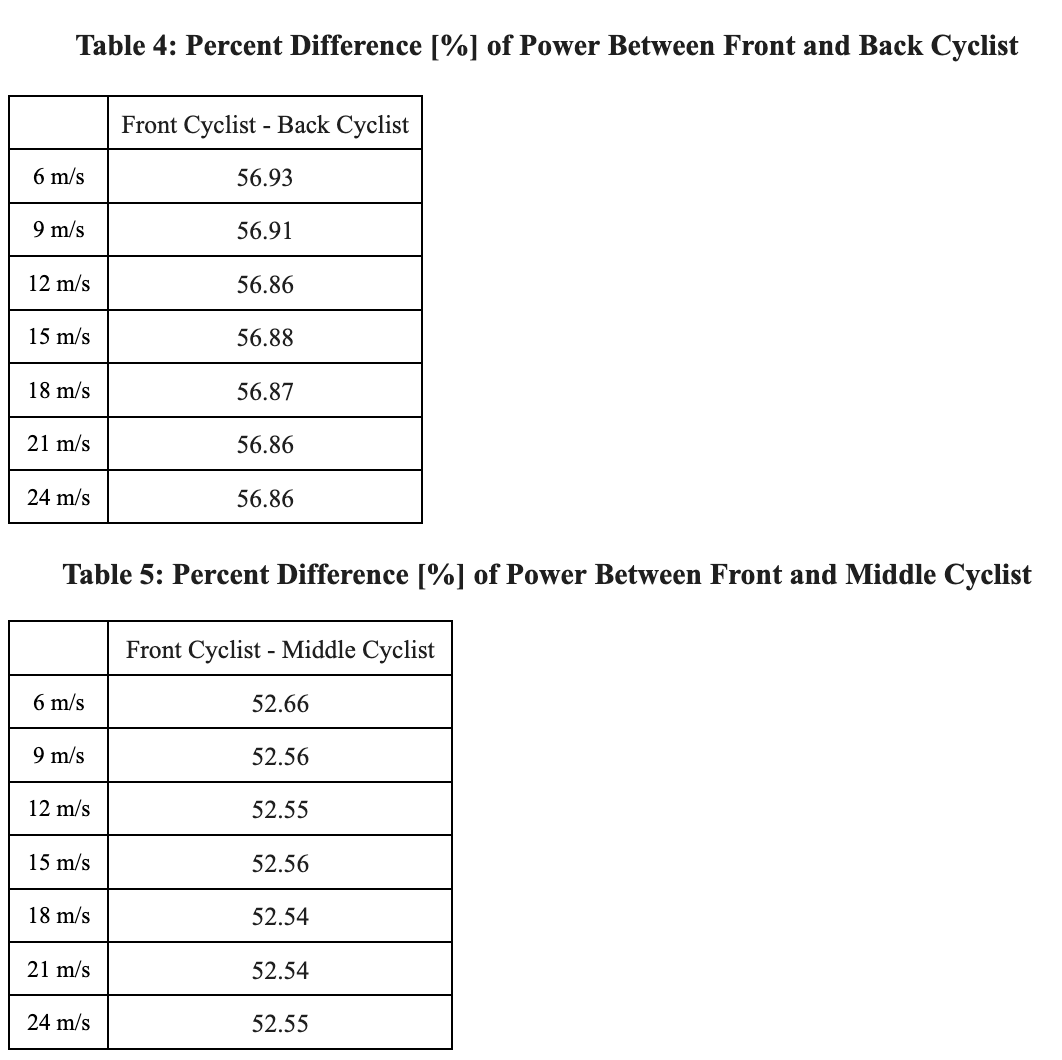 Table 4: Percent Difference [%] of Power Between Front and Back Cyclist
Front Cyclist - Back Cyclist
6 m/s 56.93
9 m/s 56.91
12 m/s 56.86
15 m/s 56.88
18 m/s 56.87
21 m/s 56.86
24 m/s 56.86
Table 5: Percent Difference [%] of Power Between Front and Middle Cyclist
Front Cyclist - Middle Cyclist
6 m/s 52.66
9 m/s 52.56
12 m/s 52.55
15 m/s 52.56
18 m/s 52.54
21 m/s 52.54
24 m/s 52.55